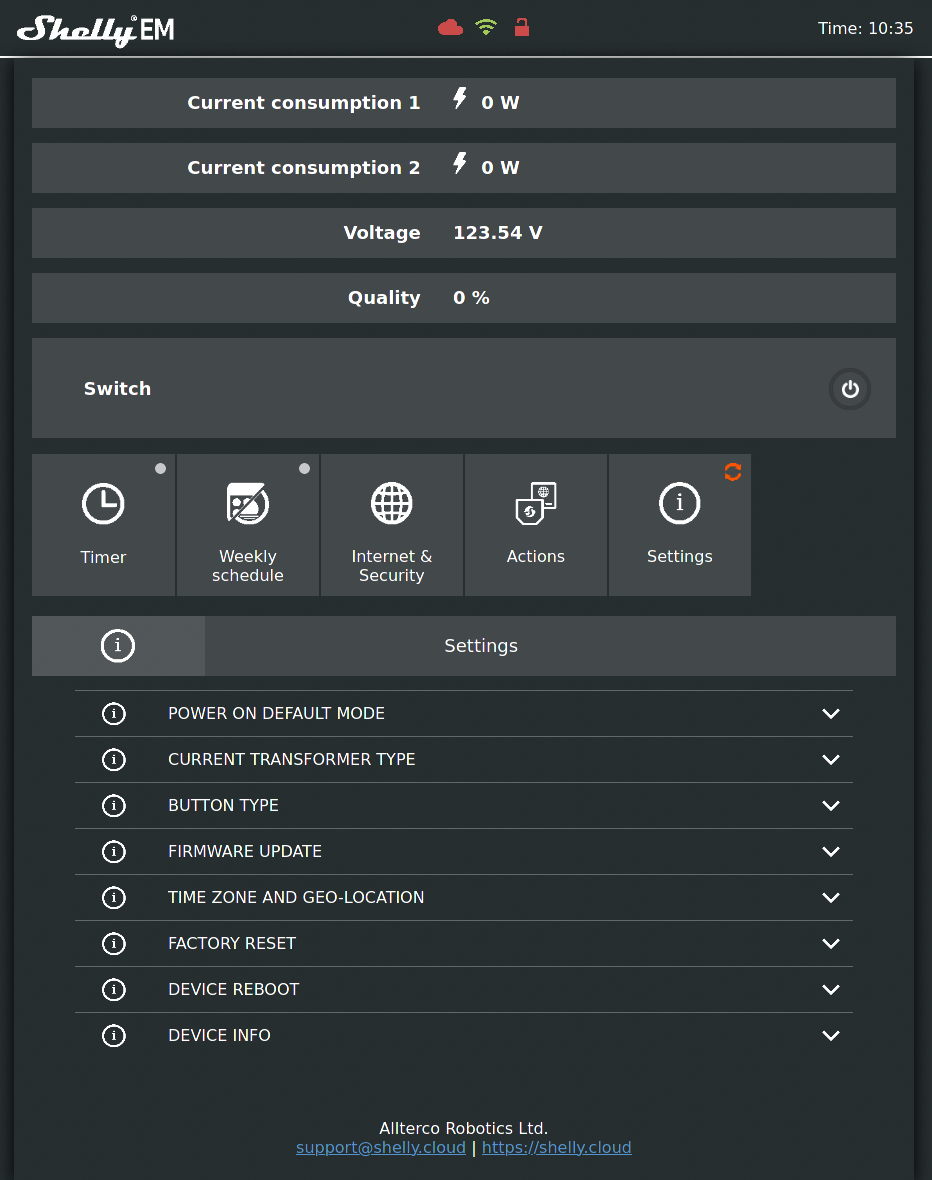 Shelly® EM
Time: 10:35
Current consumption 1 0 W
Current consumption 2 0 W
Voltage 123.54 V
Quality 0 %
Switch
Timer
Weekly
schedule
Internet &
Security
Actions
Settings
Settings
POWER ON DEFAULT MODE
CURRENT TRANSFORMER TYPE
BUTTON TYPE
FIRMWARE UPDATE
TIME ZONE AND GEO-LOCATION
FACTORY RESET
DEVICE REBOOT
DEVICE INFO
Allterco Robotics Ltd.
support@shelly.cloud | https://shelly.cloud